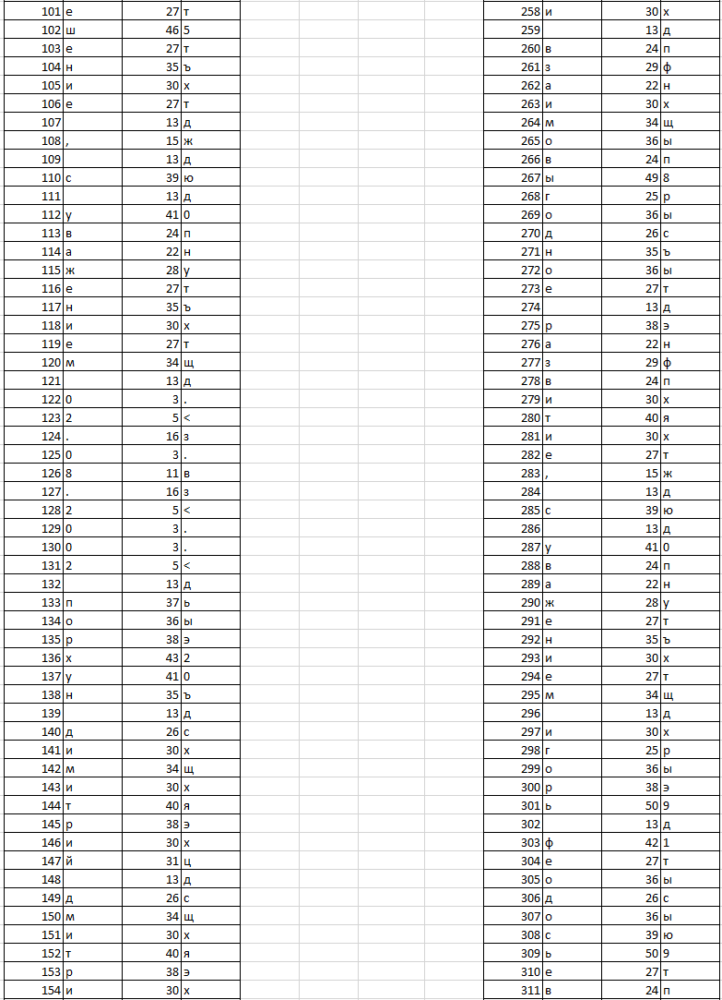 101 е 27 т 258 и 30 х
102 ш 46 5 259 13 д
103 е 27 т 260 в 24 п
104 н 35 ъ 261 з 29 ф
105 и 30 х 262 а 22 н
106 е 27 т 263 и 30 х
107 13 д 264 м 34 щ
108 , 15 ж 265 о 36 ы
109 13 д 266 в 24 п
110 с 39 ю 267 ы 49 8
111 13 д 268 г 25 р
112 у 41 0 269 о 36 ы
113 в 24 п 270 д 26 с
114 а 22 н 271 н 35 ъ
115 ж 28 у 272 о 36 ы
116 е 27 т 273 е 27 т
117 н 35 ъ 274 13 д
118 и 30 х 275 р 38 э
119 е 27 т 276 а 22 н
120 м 34 щ 277 з 29 ф
121 13 д 278 в 24 п
122 0 3 . 279 и 30 х
123 2 5 < 280 т 40 я
124 . 16 з 281 и 30 х
125 0 3 . 282 е 27 т
126 8 11 в 283 , 15 ж
127 . 16 з 284 13 д
128 2 5 < 285 с 39 ю
129 0 3 . 286 13 д
130 0 3 . 287 у 41 0
131 2 5 < 288 в 24 п
132 13 д 289 а 22 н
133 п 37 ь 290 ж 28 у
134 о 36 ы 291 е 27 т
135 р 38 э 292 н 35 ъ
136 х 43 2 293 и 30 х
137 у 41 0 294 е 27 т
138 н 35 ъ 295 м 34 щ
139 13 д 296 13 д
140 д 26 с 297 и 30 х
141 и 30 х 298 г 25 р
142 м 34 щ 299 о 36 ы
143 и 30 х 300 р 38 э
144 т 40 я 301 ь 50 9
145 р 38 э 302 13 д
146 и 30 х 303 ф 42 1
147 й 31 ц 304 е 27 т
148 13 д 305 о 36 ы
149 д 26 с 306 д 26 с
150 м 34 щ 307 о 36 ы
151 и 30 х 308 с 39 ю
152 т 40 я 309 ь 50 9
153 р 38 э 310 е 27 т
154 и 30 х 311 в 24 п